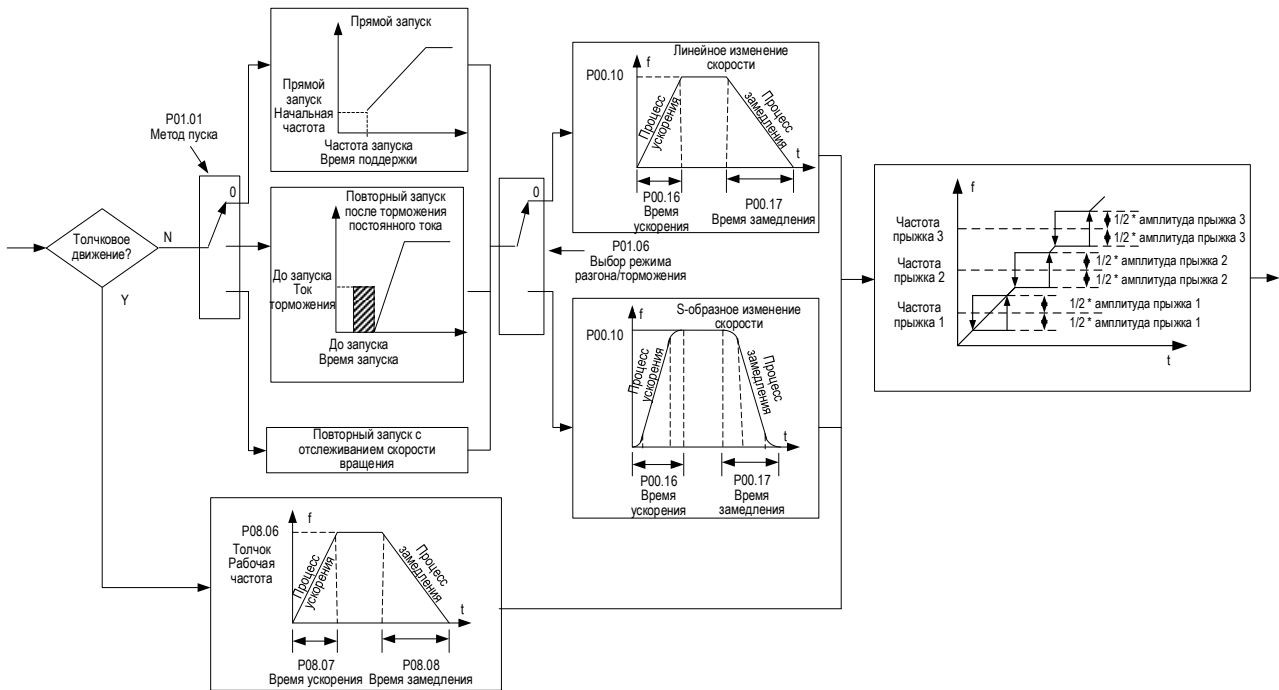 Прямой запуск
f
Прямой
запуск
Начальная
частота
t
Частота запуска
Время поддержки
P01.01
Метод пуска
0
Толчковое
движение?
N
Y
Повторный запуск
после торможения
постоянного тока
f
До запуска
Ток
торможения
t
До запуска
Время запуска
Повторный запуск с
отслеживанием скорости
вращения
0
P01.06
Выбор режима
разгона/торможения
Линейное изменение
скорости
f
P00.10
Процесс
ускорения
Процесс
замедления
t
P00.16
Время
ускорения
P00.17
Время замедления
S-образное изменение
скорости
f
P00.10
Процесс
ускорения
Процесс
замедления
t
P00.16
Время
ускорения
P00.17
Время
замедления
f
P08.06
Толчок
Рабочая
частота
Процесс
ускорения
Процесс
замедления
t
P08.07
Время ускорения
P08.08
Время замедления
f
Частота
прыжка 3
1/2 * амплитуда прыжка 3
1/2 * амплитуда прыжка 3
Частота
прыжка 2
1/2 * амплитуда прыжка 2
1/2 * амплитуда прыжка 2
Частота
прыжка 1
1/2 * амплитуда прыжка 1
1/2 * амплитуда прыжка 1
t